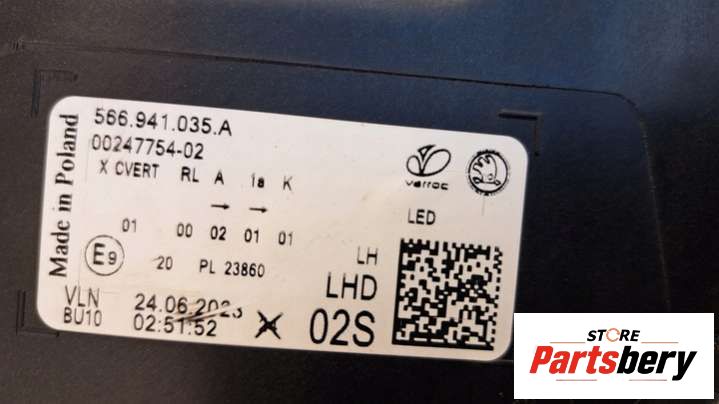 Made in Poland
566.941.035.A
00247754-02
X CVERT RL A 1a K
→ →
01 00 02 01 01
E9
20 PL 23860
VLN 24.06.2023
BU10 02:51:52
varroc
LED
LH
LHD
02S
STORE
Partsbery